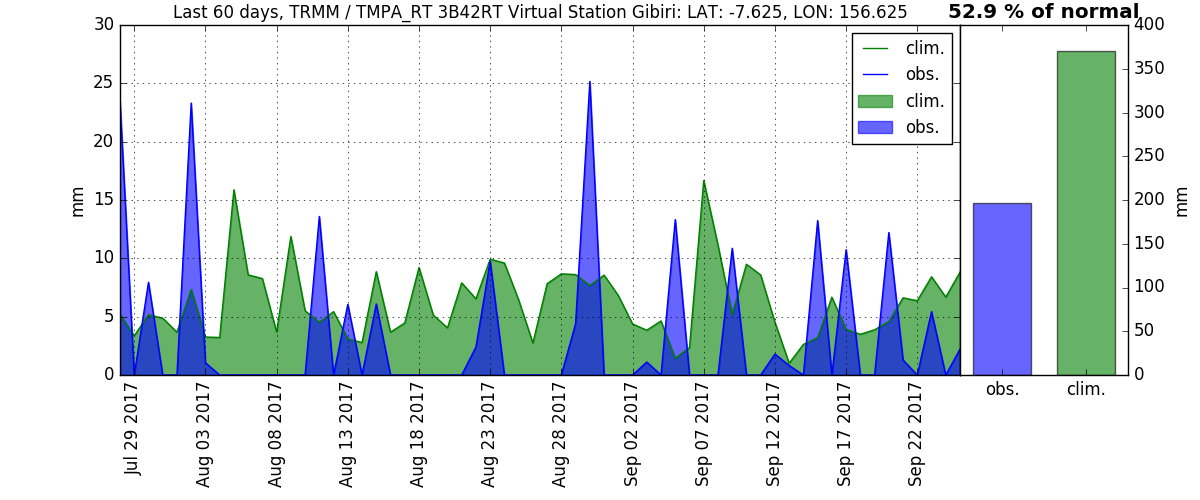 Last 60 days, TRMM / TMPA_RT 3B42RT Virtual Station Gibiri: LAT: -7.625, LON: 156.625
52.9 % of normal
30
25
20
15
10
5
0
mm
clim.
obs.
clim.
obs.
400
350
300
250
200
150
100
50
0
mm
Jul 29 2017
Aug 03 2017
Aug 08 2017
Aug 13 2017
Aug 18 2017
Aug 23 2017
Aug 28 2017
Sep 02 2017
Sep 07 2017
Sep 12 2017
Sep 17 2017
Sep 22 2017
obs.
clim.